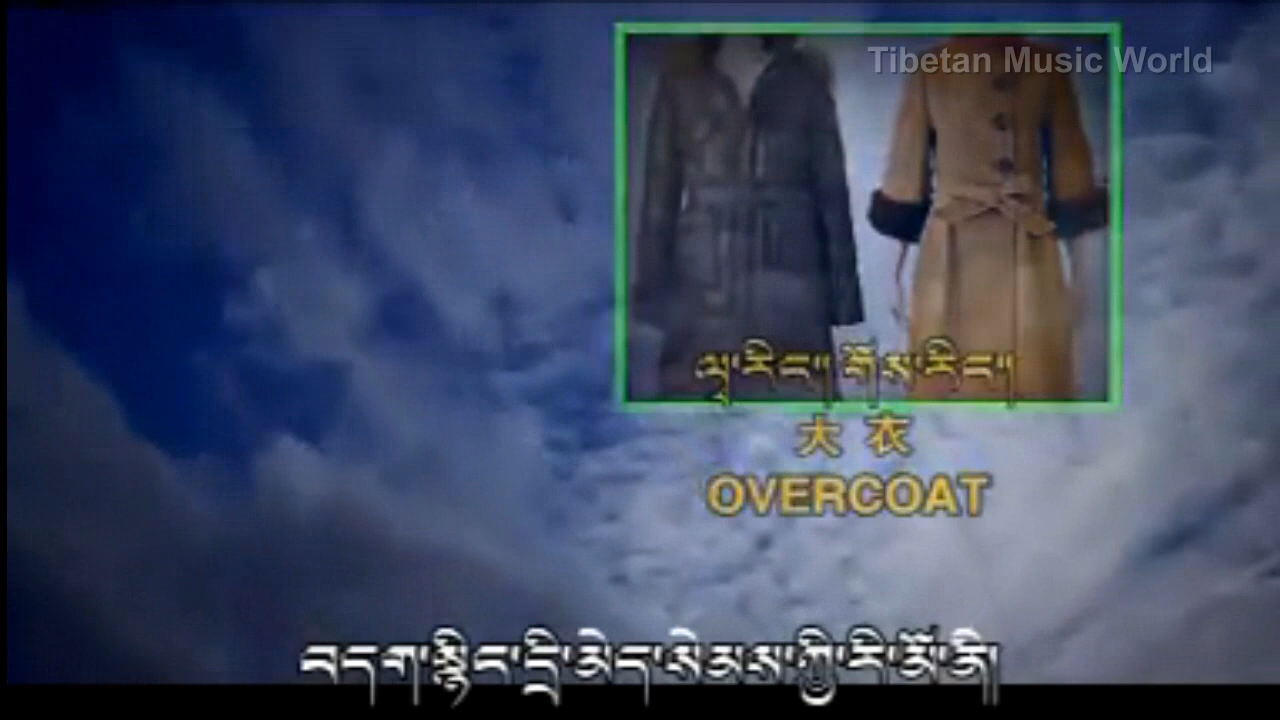 Tibetan Music World
ལྭ་རིང༌། གོས་རིང༌།
大 衣
OVERCOAT
བདག་སྙིང་དྲི་མེད་སེམས་ཀྱི་རི་མོ་ནི།